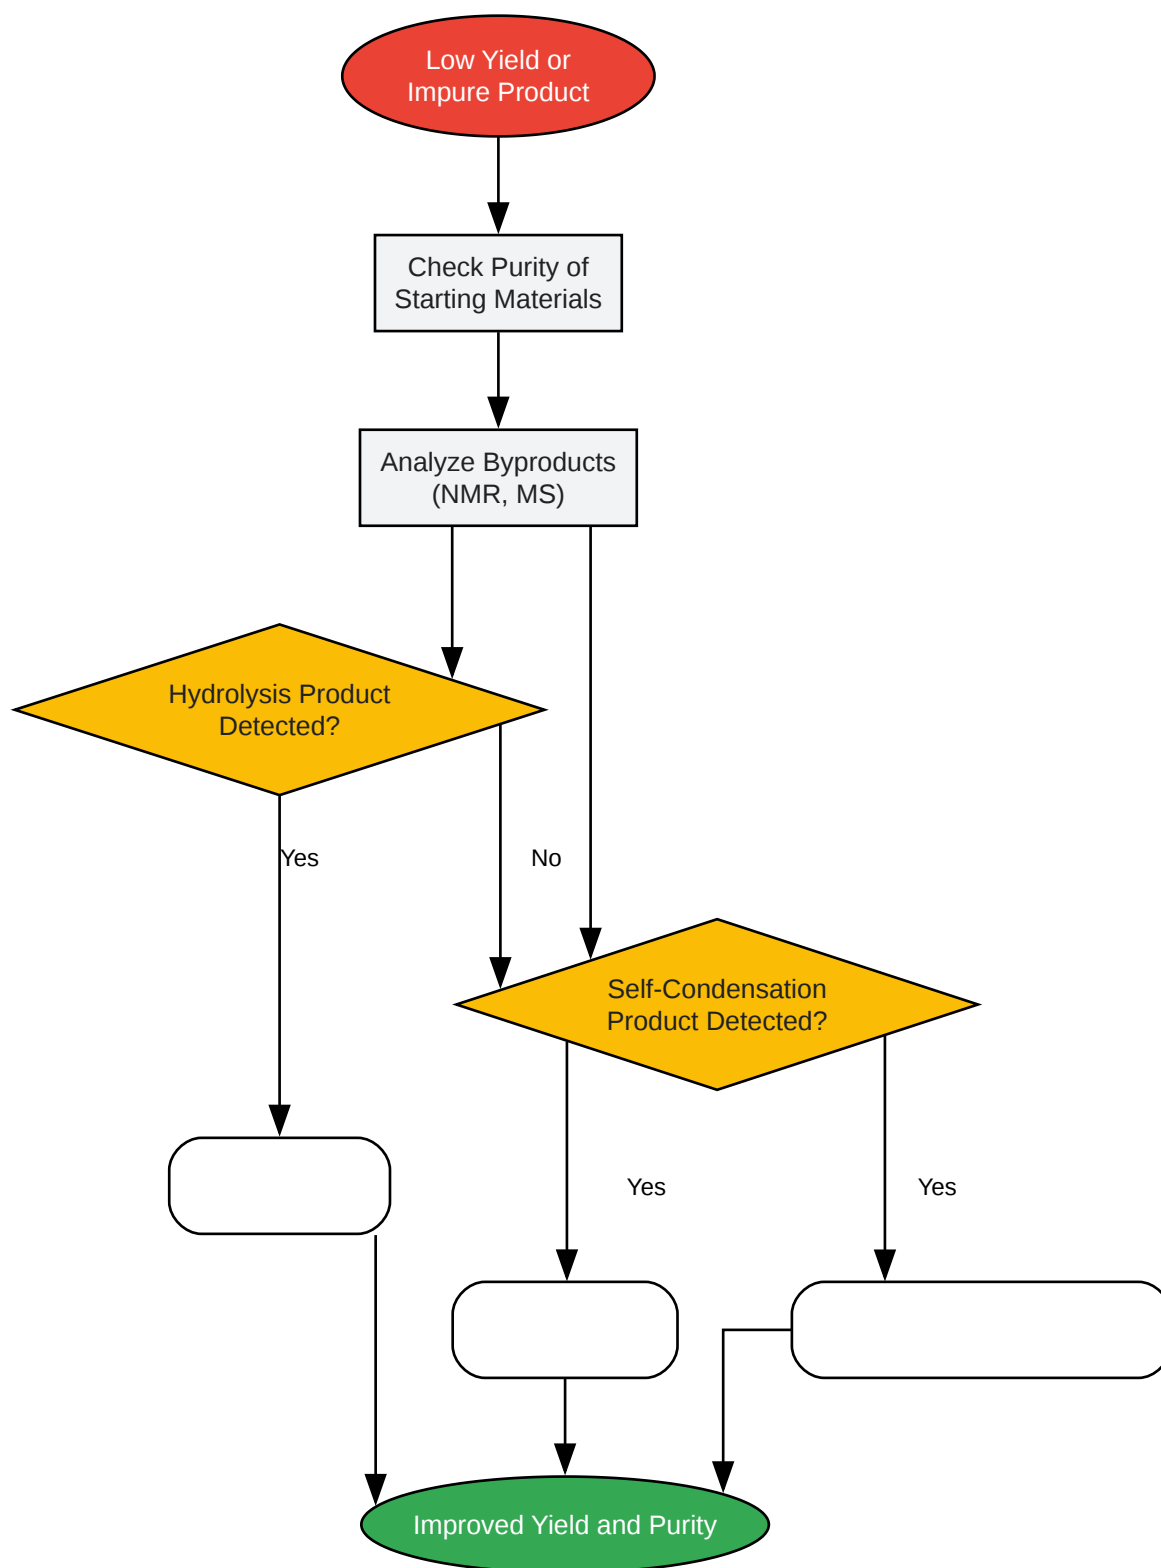 Low Yield or
Impure Product
Check Purity of
Starting Materials
Analyze Byproducts
(NMR, MS)
Hydrolysis Product
Detected?
Yes
No
Self-Condensation
Product Detected?
Yes
Yes
Improved Yield and Purity